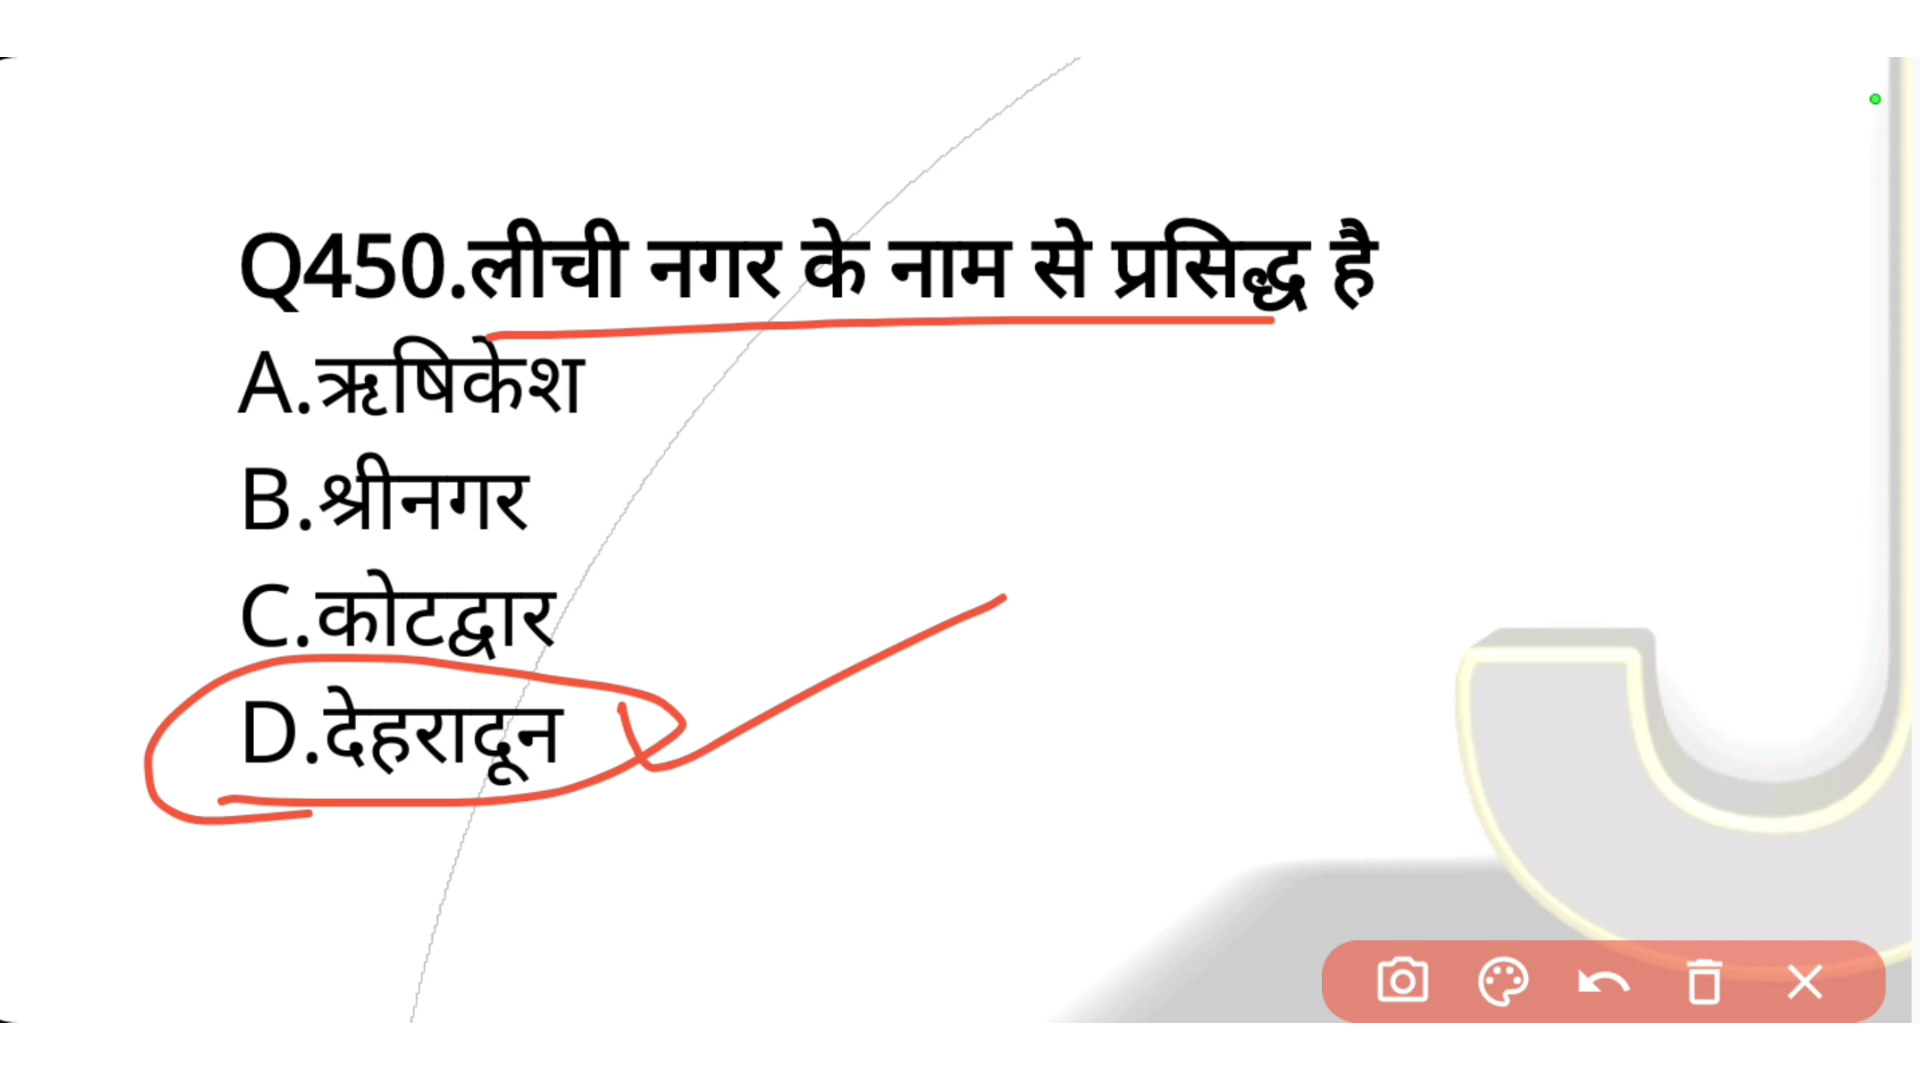 Q450.लीची नगर के नाम से प्रसिद्ध है
A.ऋषिकेश
B.श्रीनगर
C.कोटद्वार
D.देहरादून